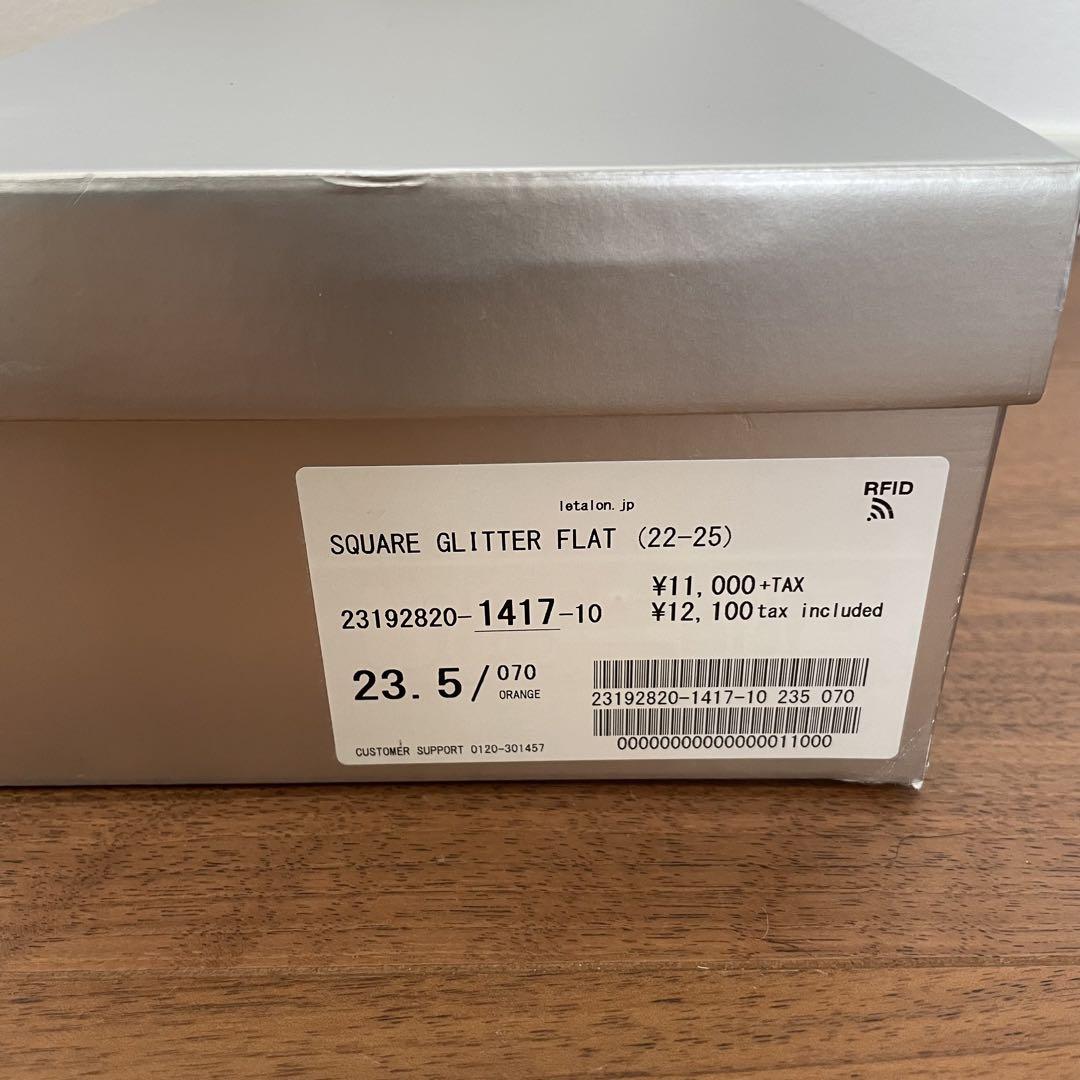 letalon.jp
RFID
SQUARE GLITTER FLAT (22-25)
¥11,000+TAX
23192820-1417-10
¥12,100 tax included
23.5/070
ORANGE
23192820-1417-10 235 070
CUSTOMER SUPPORT 0120-301457
00000000000000011000